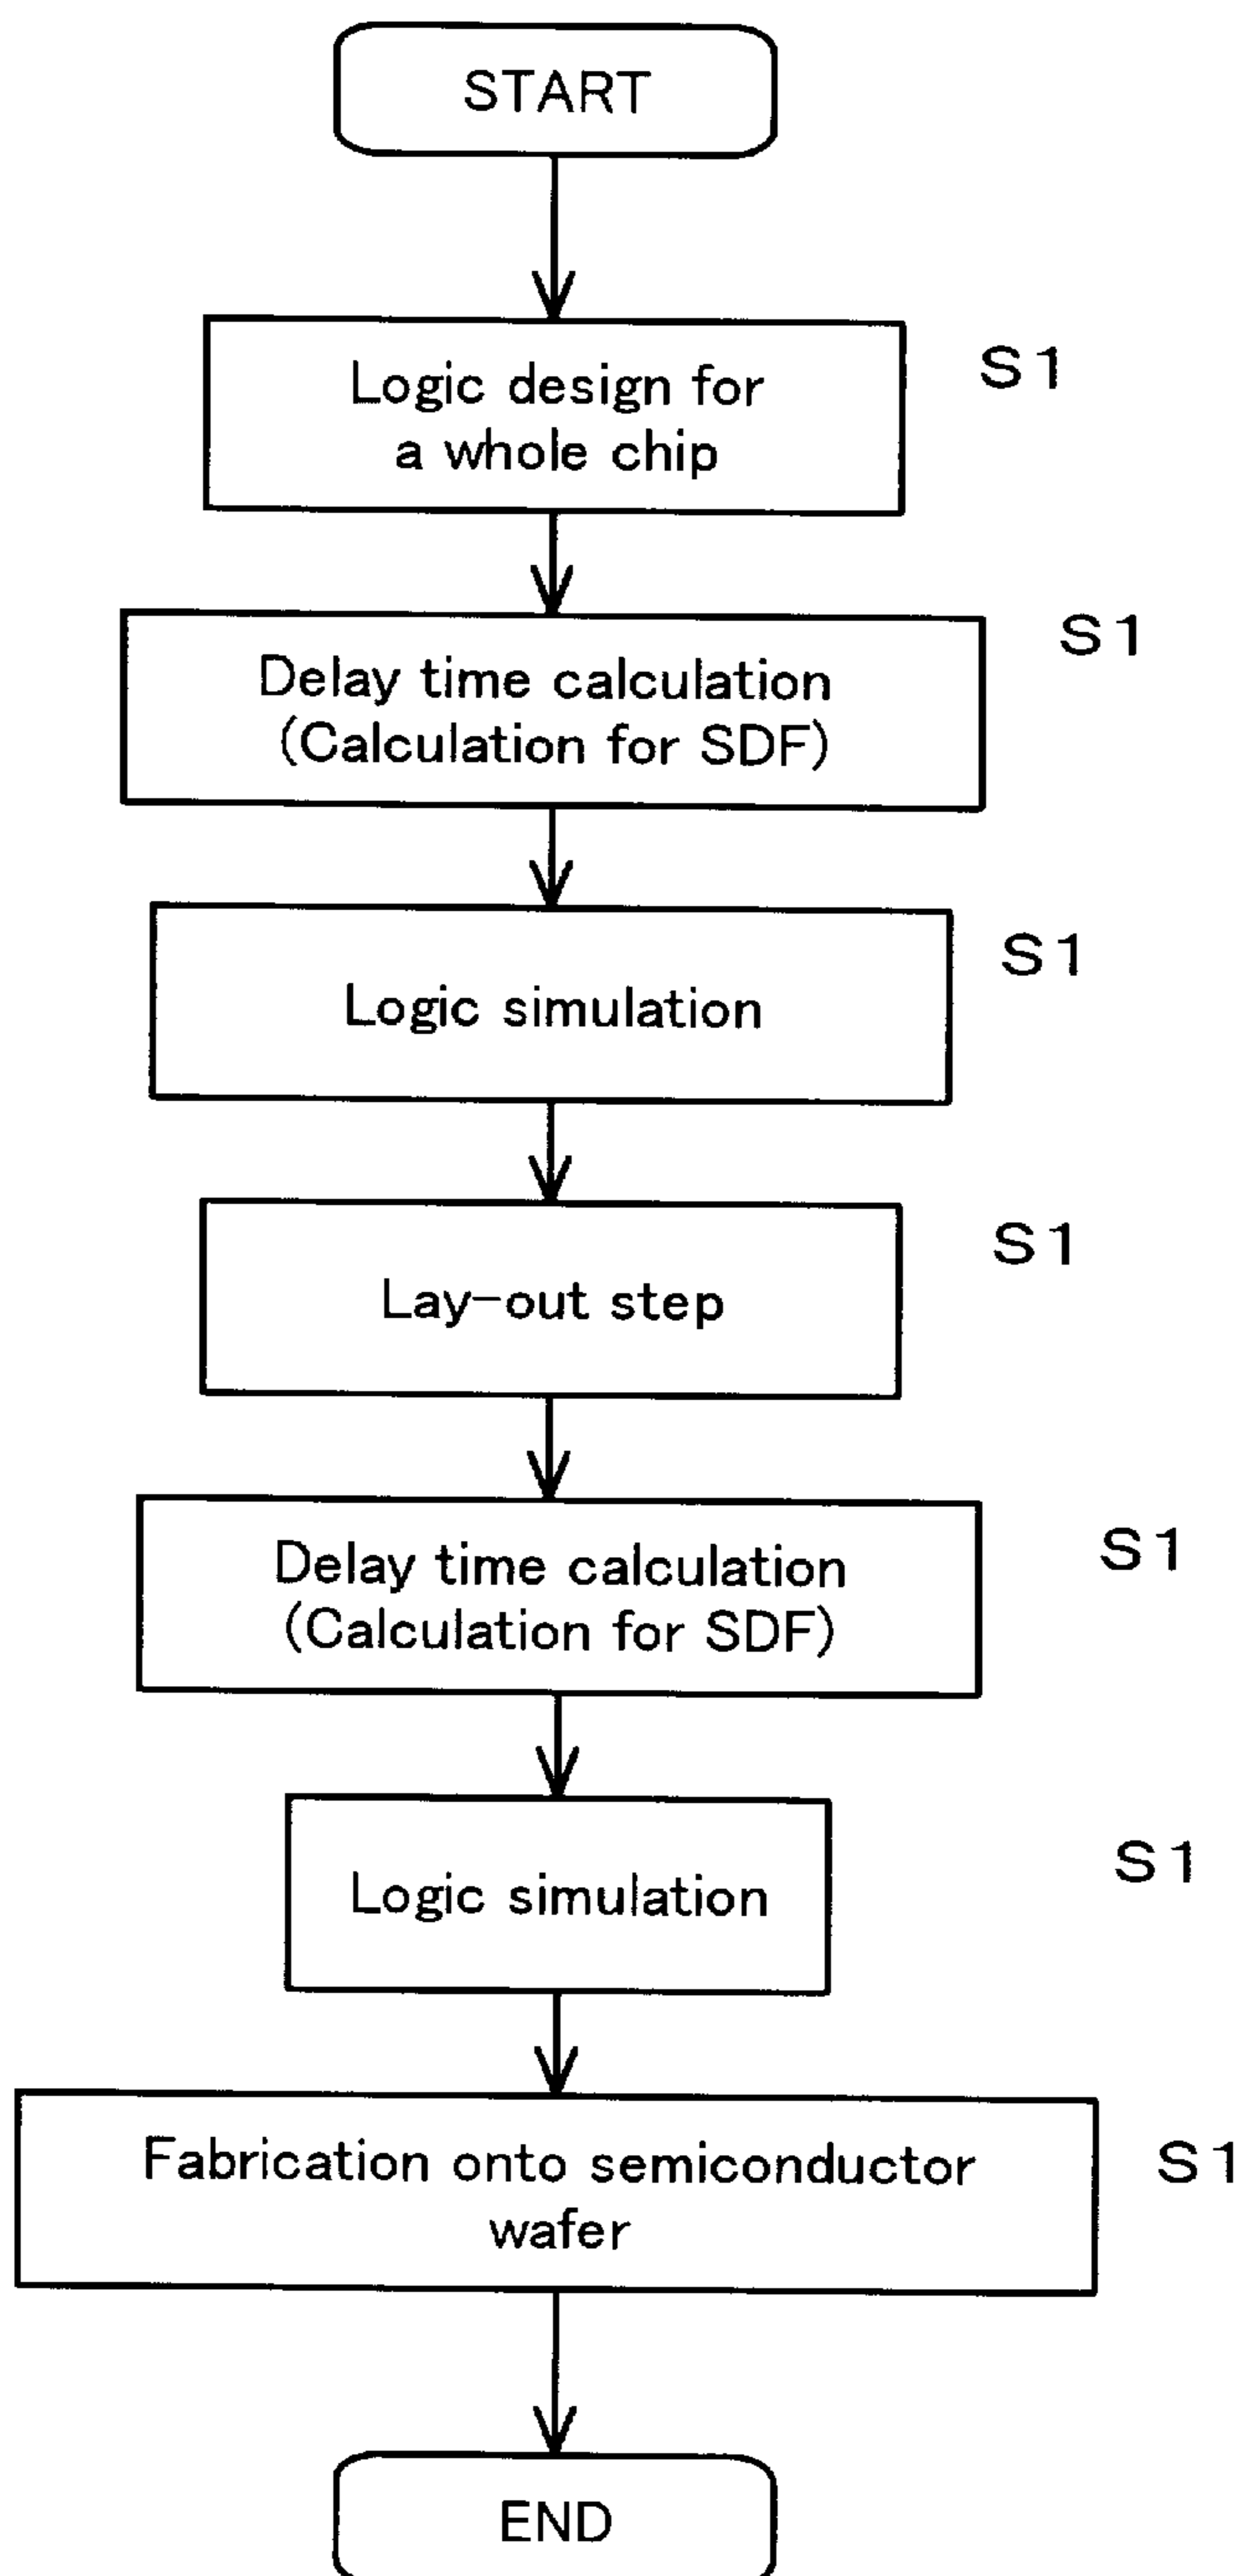 START
Logic design for
a whole chip
S1
Delay time calculation
(Calculation for SDF)
S1
Logic simulation
S1
Lay-out step
S1
Delay time calculation
(Calculation for SDF)
S1
Logic simulation
S1
Fabrication onto semiconductor
wafer
S1
END